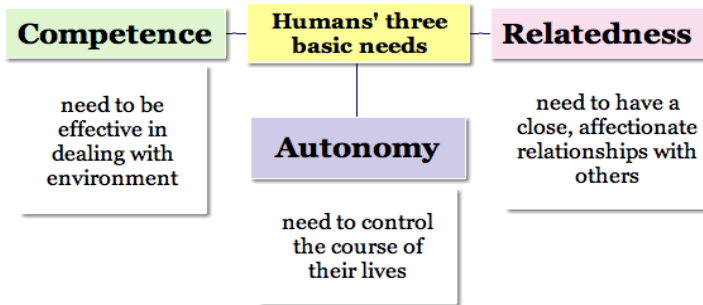 Humans' three
basic needs
Competence
need to be
effective in
dealing with
environment
Autonomy
need to control
the course of
their lives
Relatedness
need to have a
close, affectionate
relationships with
others